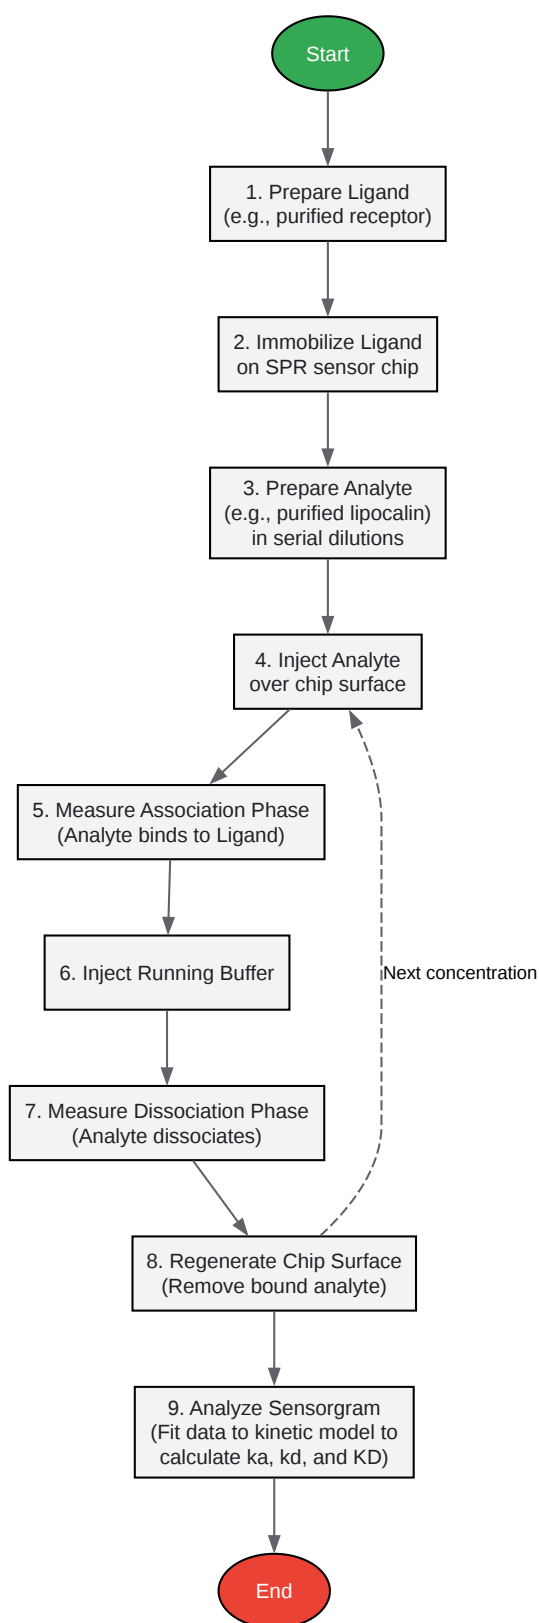 Start
1. Prepare Ligand
(e.g., purified receptor)
2. Immobilize Ligand
on SPR sensor chip
3. Prepare Analyte
(e.g., purified lipocalin)
in serial dilutions
4. Inject Analyte
over chip surface
5. Measure Association Phase
(Analyte binds to Ligand)
6. Inject Running Buffer
Next concentration
7. Measure Dissociation Phase
(Analyte dissociates)
8. Regenerate Chip Surface
(Remove bound analyte)
9. Analyze Sensorgram
(Fit data to kinetic model to
calculate ka, kd, and KD)
End